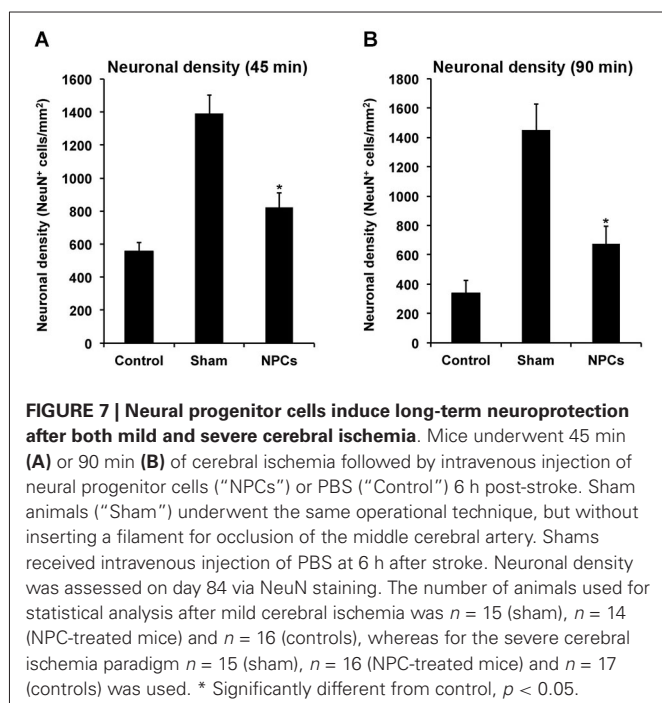 A
Neuronal density (45 min)
Neuronal density (NeuN⁺ cells/mm²)
1600
1400
1200
1000
800
600
400
200
0
*
Control Sham NPCs
B
Neuronal density (90 min)
Neuronal density (NeuN⁺ cells/mm²)
1800
1600
1400
1200
1000
800
600
400
200
0
*
Control Sham NPCs
FIGURE 7 | Neural progenitor cells induce long-term neuroprotection
after both mild and severe cerebral ischemia. Mice underwent 45 min
(A) or 90 min (B) of cerebral ischemia followed by intravenous injection of
neural progenitor cells (“NPCs”) or PBS (“Control”) 6 h post-stroke. Sham
animals (“Sham”) underwent the same operational technique, but without
inserting a filament for occlusion of the middle cerebral artery. Shams
received intravenous injection of PBS at 6 h after stroke. Neuronal density
was assessed on day 84 via NeuN staining. The number of animals used for
statistical analysis after mild cerebral ischemia was n = 15 (sham), n = 14
(NPC-treated mice) and n = 16 (controls), whereas for the severe cerebral
ischemia paradigm n = 15 (sham), n = 16 (NPC-treated mice) and n = 17
(controls) was used. * Significantly different from control, p < 0.05.